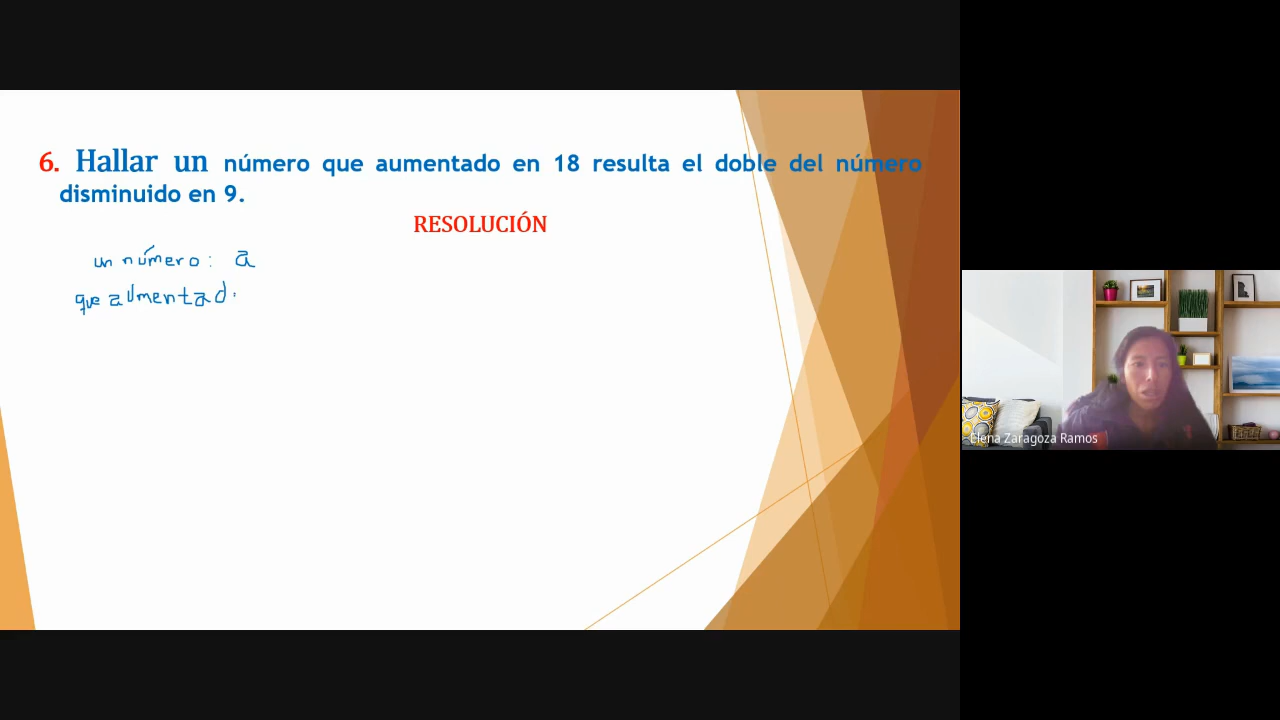 6. Hallar un número que aumentado en 18 resulta el doble del número
disminuido en 9.
RESOLUCIÓN
un número: a
que aumentad
Elena Zaragoza Ramos